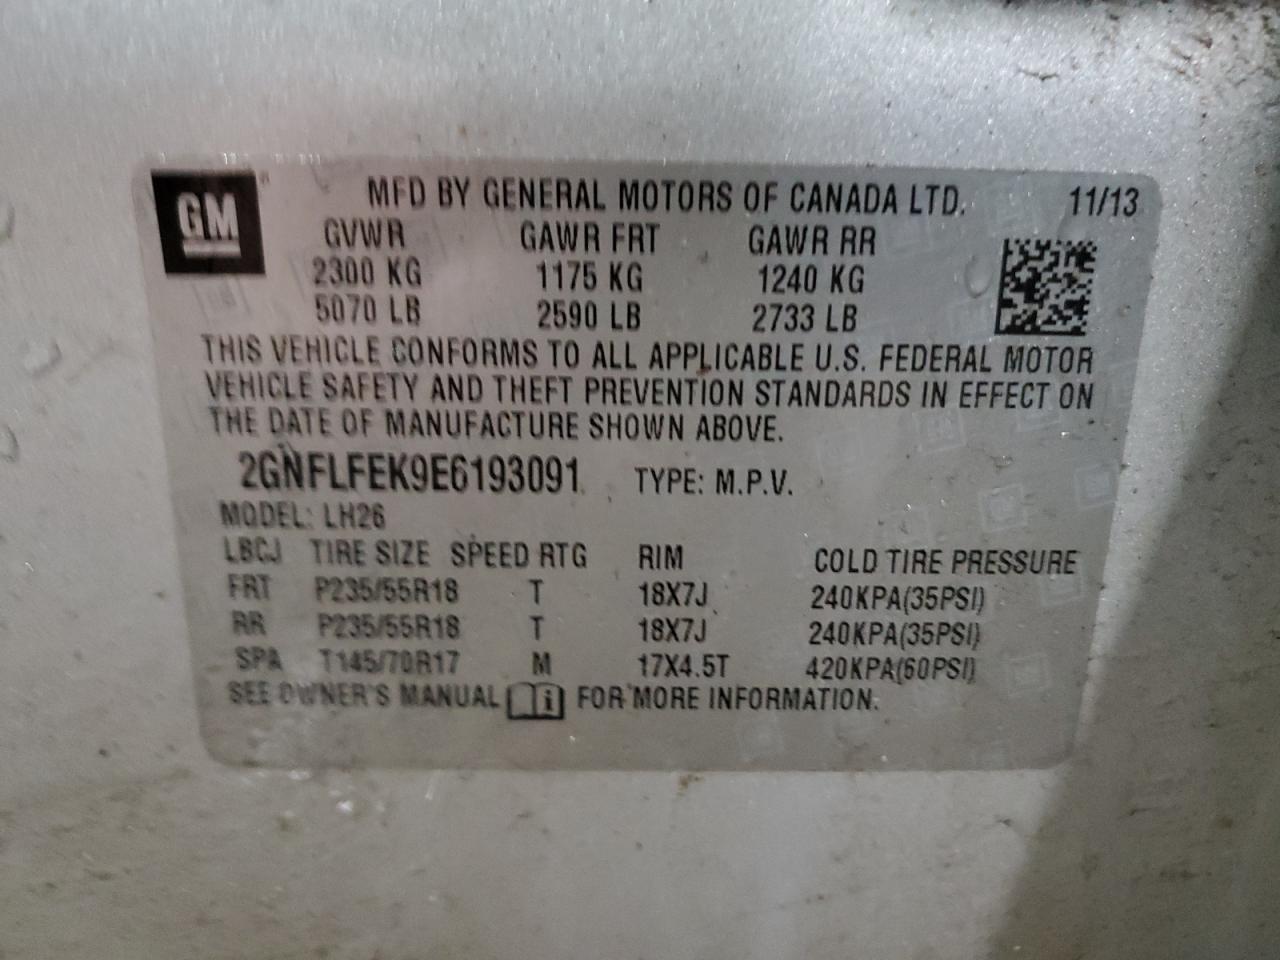 GM MFD BY GENERAL MOTORS OF CANADA LTD. 11/13
GVWR GAWR FRT GAWR RR
2300 KG 1175 KG 1240 KG
5070 LB 2590 LB 2733 LB
THIS VEHICLE CONFORMS TO ALL APPLICABLE U.S. FEDERAL MOTOR
VEHICLE SAFETY AND THEFT PREVENTION STANDARDS IN EFFECT ON
THE DATE OF MANUFACTURE SHOWN ABOVE.
2GNFLFEK9E6193091 TYPE: M.P.V.
MODEL: LH26
LBCJ TIRE SIZE SPEED RTG RIM COLD TIRE PRESSURE
FRT P235/55R18 T 18X7J 240KPA(35PSI)
RR P235/55R18 T 18X7J 240KPA(35PSI)
SPA T145/70R17 M 17X4.5T 420KPA(60PSI)
SEE OWNER'S MANUAL i FOR MORE INFORMATION.